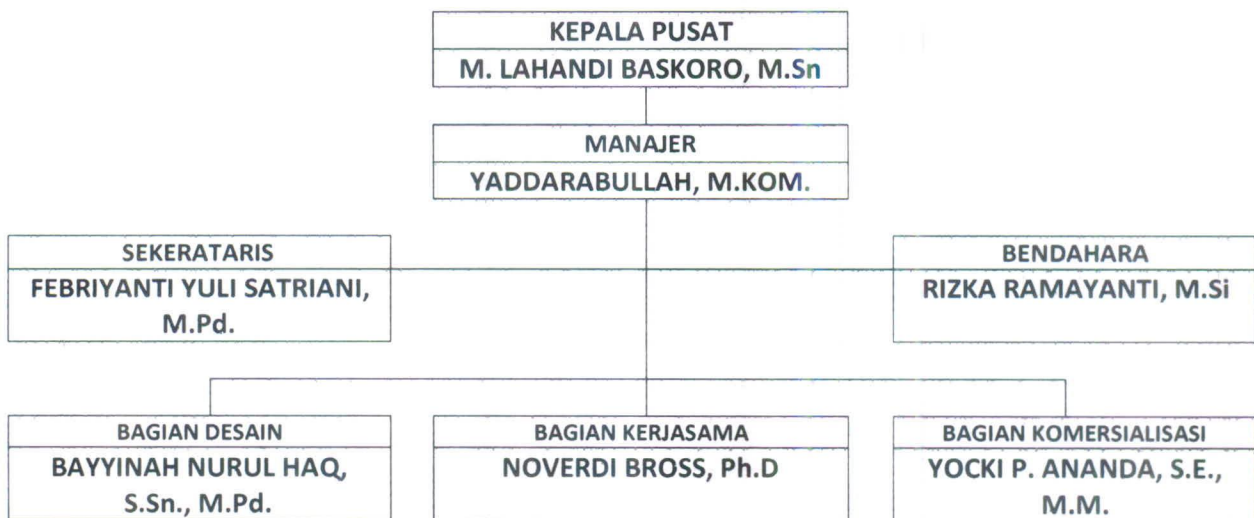 KEPALA PUSAT
M. LAHANDI BASKORO, M.Sn
MANAJER
YADDARABULLAH, M.KOM.
SEKERATARIS
FEBRIYANTI YULI SATRIANI,
M.Pd.
BENDAHARA
RIZKA RAMAYANTI, M.Si
BAGIAN DESAIN
BAYYINAH NURUL HAQ,
S.Sn., M.Pd.
BAGIAN KERJASAMA
NOVERDI BROSS, Ph.D
BAGIAN KOMERSIALISASI
YOCKI P. ANANDA, S.E.,
M.M.